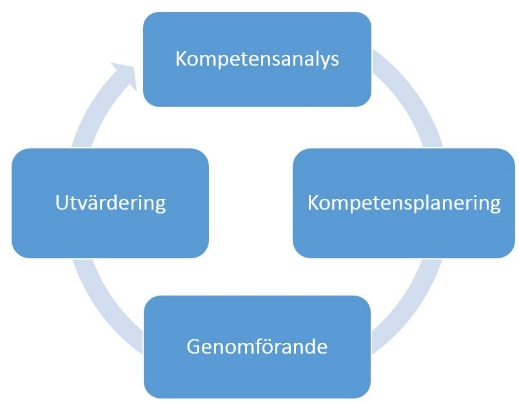 Kompetensanalys
Kompetensplanering
Genomförande
Utvärdering